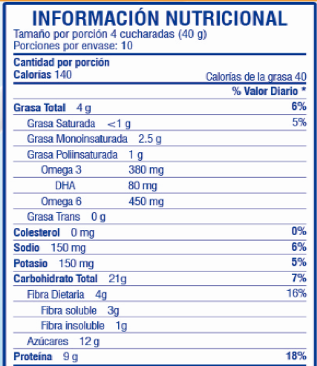 INFORMACIÓN NUTRICIONAL
Tamaño por porción 4 cucharadas (40 g)
Porciones por envase: 10
Cantidad por porción
Calorías 140 Calorías de la grasa 40
% Valor Diario *
Grasa Total 4 g 6%
Grasa Saturada <1 g 5%
Grasa Monoinsaturada 2.5 g
Grasa Poliinsaturada 1 g
Omega 3 380 mg
DHA 80 mg
Omega 6 450 mg
Grasa Trans 0 g
Colesterol 0 mg 0%
Sodio 150 mg 6%
Potasio 150 mg 5%
Carbohidrato Total 21g 7%
Fibra Dietaria 4g 16%
Fibra soluble 3g
Fibra insoluble 1g
Azúcares 12 g
Proteína 9 g 18%